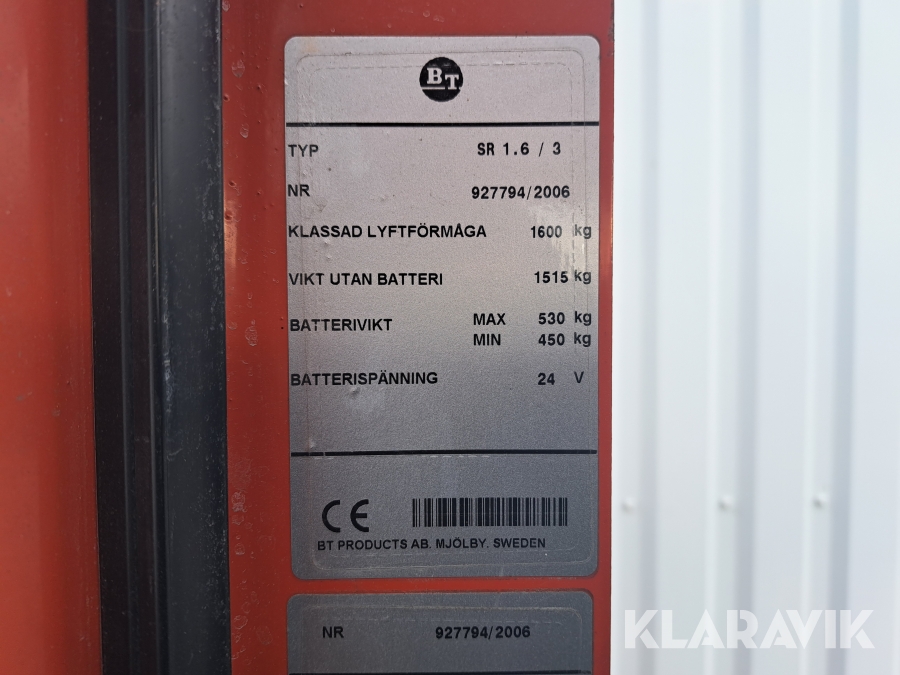 BT
TYP SR 1.6 / 3
NR 927794/2006
KLASSAD LYFTFÖRMÅGA 1600 kg
VIKT UTAN BATTERI 1515 kg
BATTERIVIKT MAX 530 kg
MIN 450 kg
BATTERISPÄNNING 24 V
CE
BT PRODUCTS AB. MJÖLBY. SWEDEN
NR 927794/2006
KLARAVIK